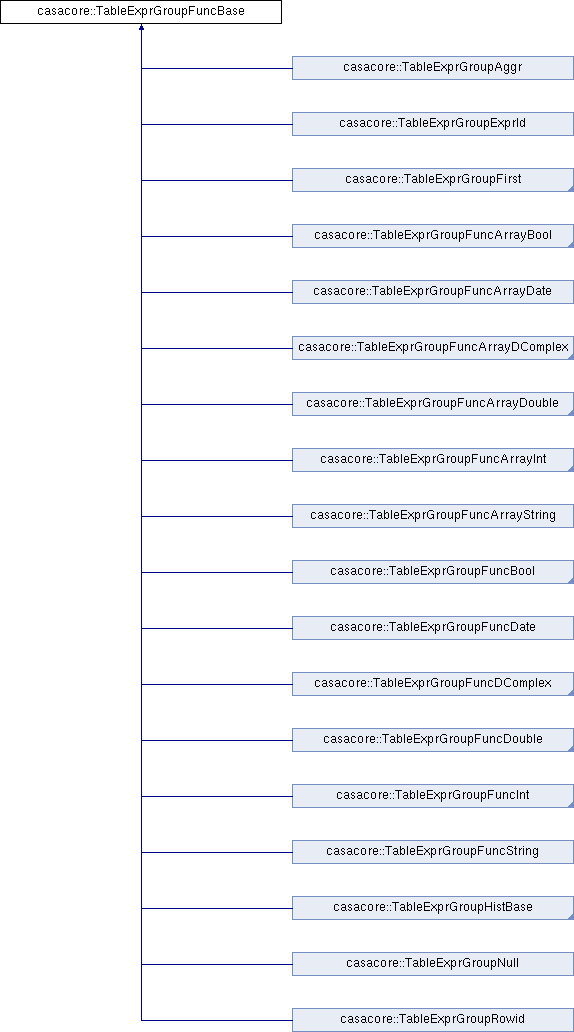 casacore::TableExprGroupFuncBase
casacore::TableExprGroupAggr
casacore::TableExprGroupExprId
casacore::TableExprGroupFirst
casacore::TableExprGroupFuncArrayBool
casacore::TableExprGroupFuncArrayDate
casacore::TableExprGroupFuncArrayDComplex
casacore::TableExprGroupFuncArrayDouble
casacore::TableExprGroupFuncArrayInt
casacore::TableExprGroupFuncArrayString
casacore::TableExprGroupFuncBool
casacore::TableExprGroupFuncDate
casacore::TableExprGroupFuncDComplex
casacore::TableExprGroupFuncDouble
casacore::TableExprGroupFuncInt
casacore::TableExprGroupFuncString
casacore::TableExprGroupHistBase
casacore::TableExprGroupNull
casacore::TableExprGroupRowid